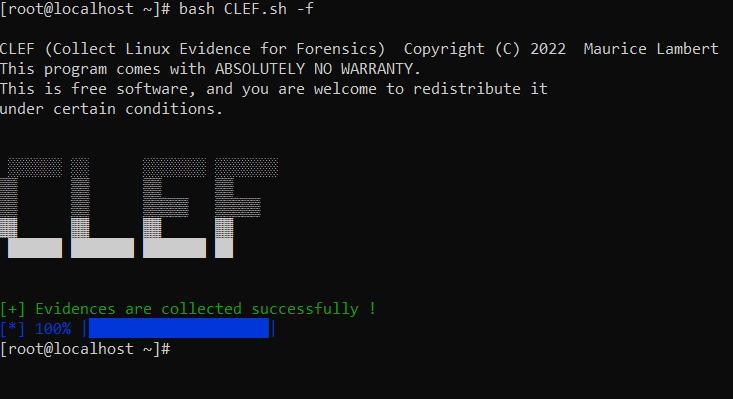 [root@localhost ~]# bash CLEF.sh -f
CLEF (Collect Linux Evidence for Forensics)  Copyright (C) 2022  Maurice Lambert
This program comes with ABSOLUTELY NO WARRANTY.
This is free software, and you are welcome to redistribute it
under certain conditions.
CLEF
[+] Evidences are collected successfully !
[*] 100% |                    |
[root@localhost ~]#